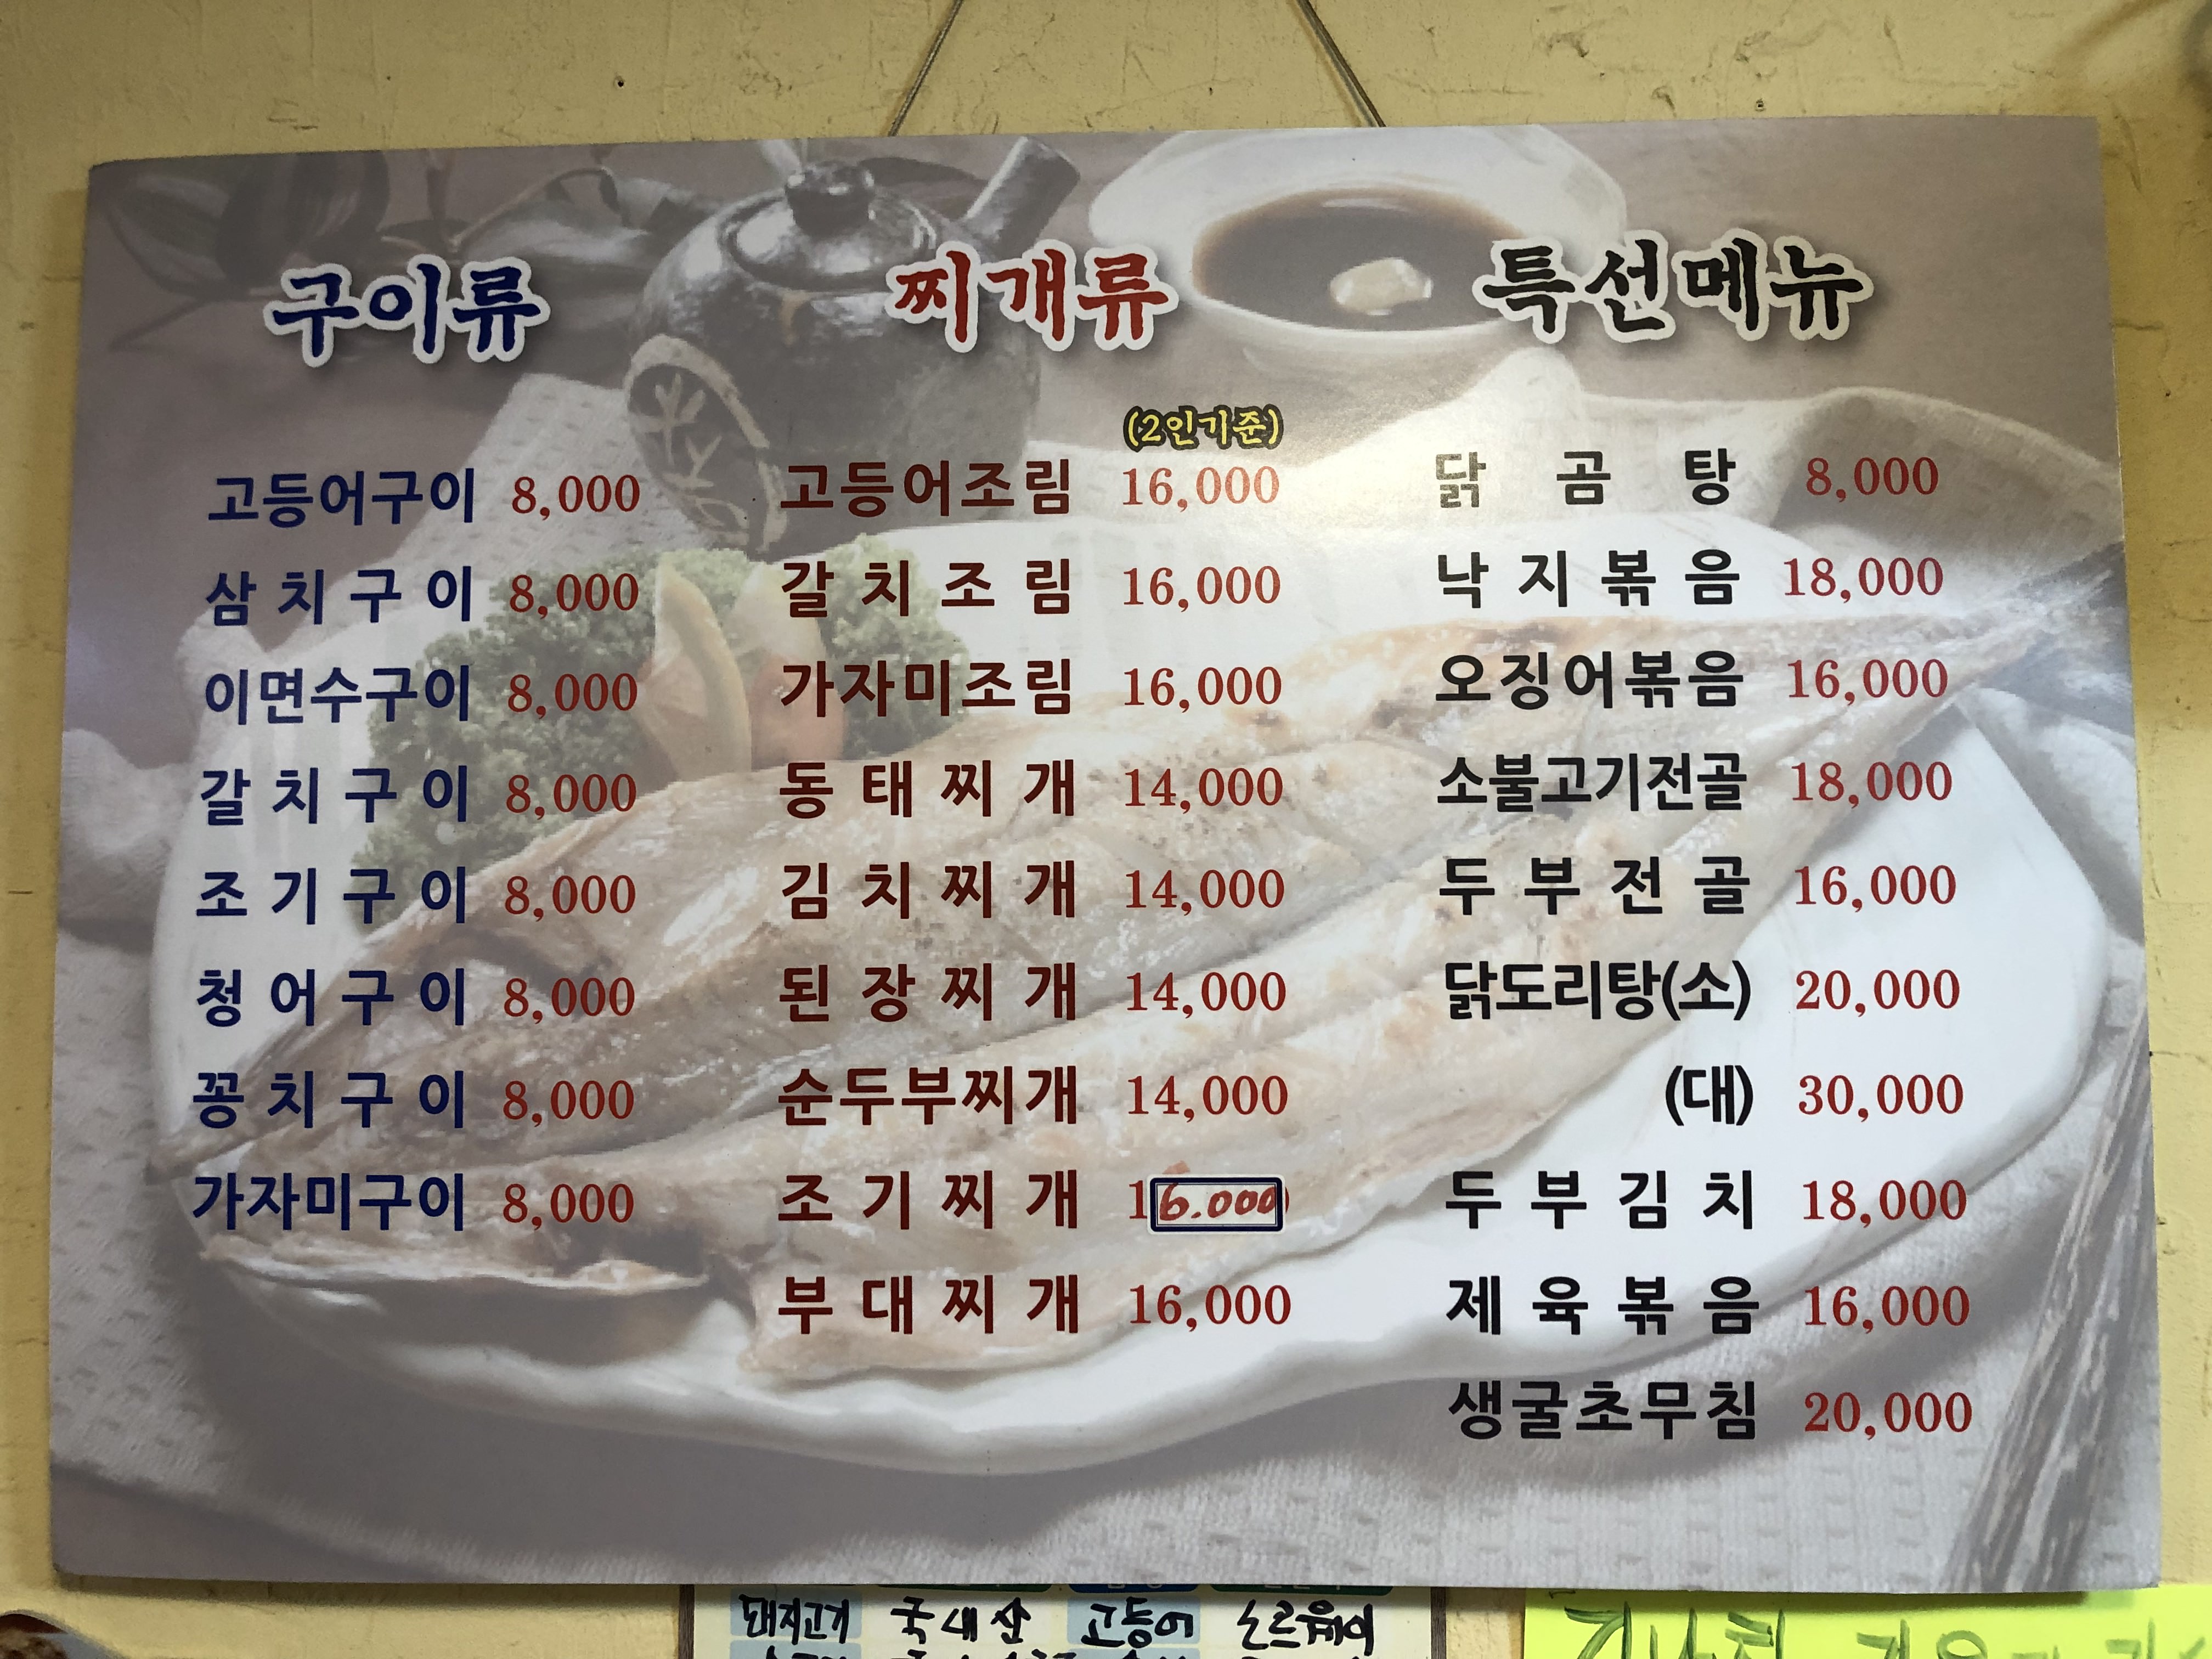 구이류
고등어구이 8,000
삼치구이 8,000
이면수구이 8,000
갈치구이 8,000
조기구이 8,000
청어구이 8,000
꽁치구이 8,000
가자미구이 8,000
찌개류
(2인기준)
고등어조림 16,000
갈치조림 16,000
가자미조림 16,000
동태찌개 14,000
김치찌개 14,000
된장찌개 14,000
순두부찌개 14,000
조기찌개 16.000
부대찌개 16,000
특선메뉴
닭곰탕 8,000
낙지볶음 18,000
오징어볶음 16,000
소불고기전골 18,000
두부전골 16,000
닭도리탕(소) 20,000
(대) 30,000
두부김치 18,000
제육볶음 16,000
생굴초무침 20,000
돼지고기 국내산 고등어 노르웨이